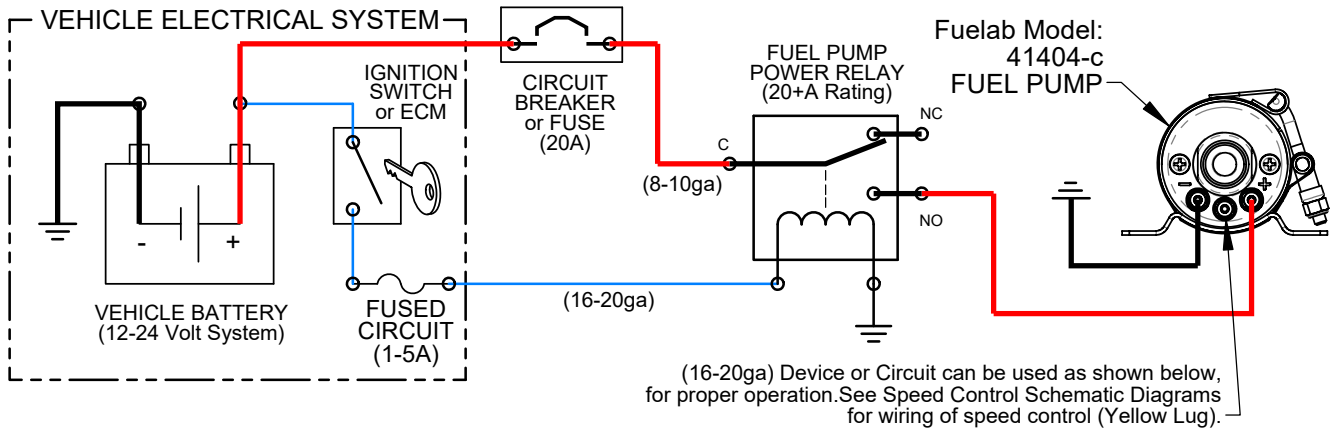 VEHICLE ELECTRICAL SYSTEM
IGNITION
SWITCH
or ECM
- +
VEHICLE BATTERY
(12-24 Volt System)
FUSED
CIRCUIT
(1-5A)
CIRCUIT
BREAKER
or FUSE
(20A)
(8-10ga)
(16-20ga)
FUEL PUMP
POWER RELAY
(20+A Rating)
C
NC
NO
Fuelab Model:
41404-c
FUEL PUMP
- +
(16-20ga) Device or Circuit can be used as shown below,
for proper operation.See Speed Control Schematic Diagrams
for wiring of speed control (Yellow Lug).